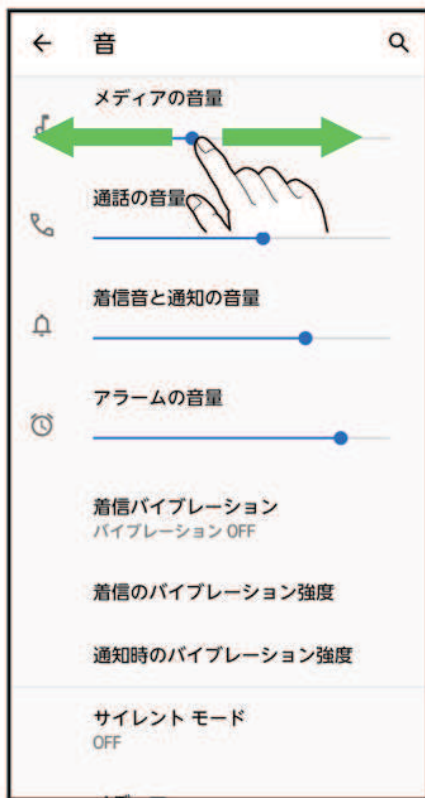 音
メディアの音量
通話の音量
着信音と通知の音量
アラームの音量
着信バイブレーション
バイブレーション OFF
着信のバイブレーション強度
通知時のバイブレーション強度
サイレント モード
OFF